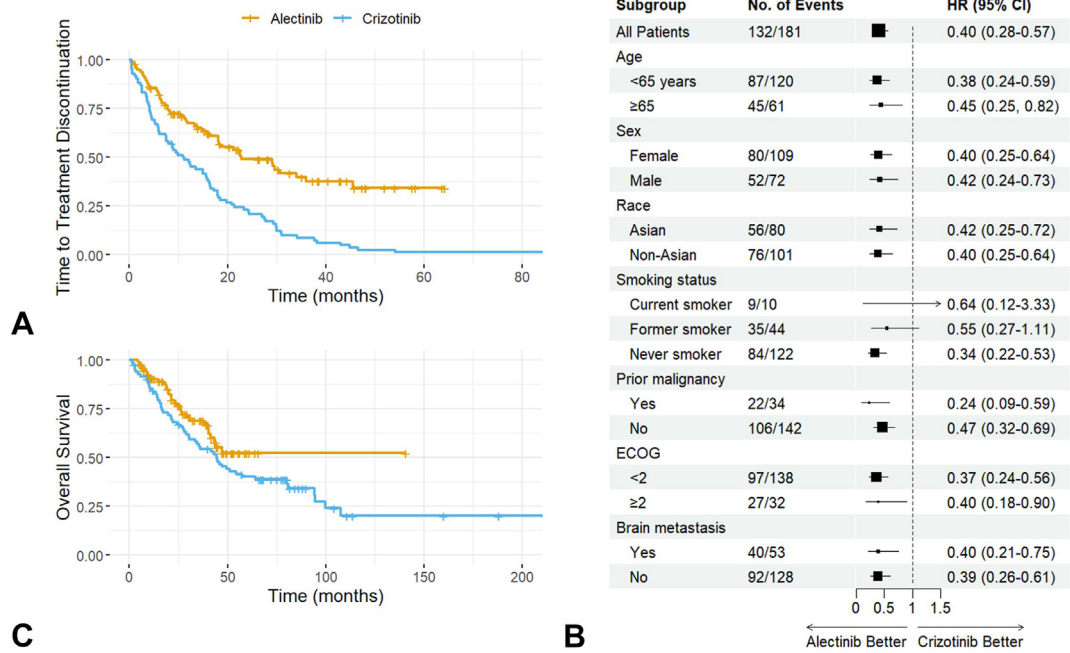 Alectinib Crizotinib
Time to Treatment Discontinuation
1.00
0.75
0.50
0.25
0.00
0 20 40 60 80
Time (months)
A
Overall Survival
1.00
0.75
0.50
0.25
0.00
0 50 100 150 200
Time (months)
C
Subgroup No. of Events HR (95% CI)
All Patients 132/181 0.40 (0.28-0.57)
Age
<65 years 87/120 0.38 (0.24-0.59)
≥65 45/61 0.45 (0.25, 0.82)
Sex
Female 80/109 0.40 (0.25-0.64)
Male 52/72 0.42 (0.24-0.73)
Race
Asian 56/80 0.42 (0.25-0.72)
Non-Asian 76/101 0.40 (0.25-0.64)
Smoking status
Current smoker 9/10 0.64 (0.12-3.33)
Former smoker 35/44 0.55 (0.27-1.11)
Never smoker 84/122 0.34 (0.22-0.53)
Prior malignancy
Yes 22/34 0.24 (0.09-0.59)
No 106/142 0.47 (0.32-0.69)
ECOG
<2 97/138 0.37 (0.24-0.56)
≥2 27/32 0.40 (0.18-0.90)
Brain metastasis
Yes 40/53 0.40 (0.21-0.75)
No 92/128 0.39 (0.26-0.61)
0 0.5 1 1.5
Alectinib Better Crizotinib Better
B